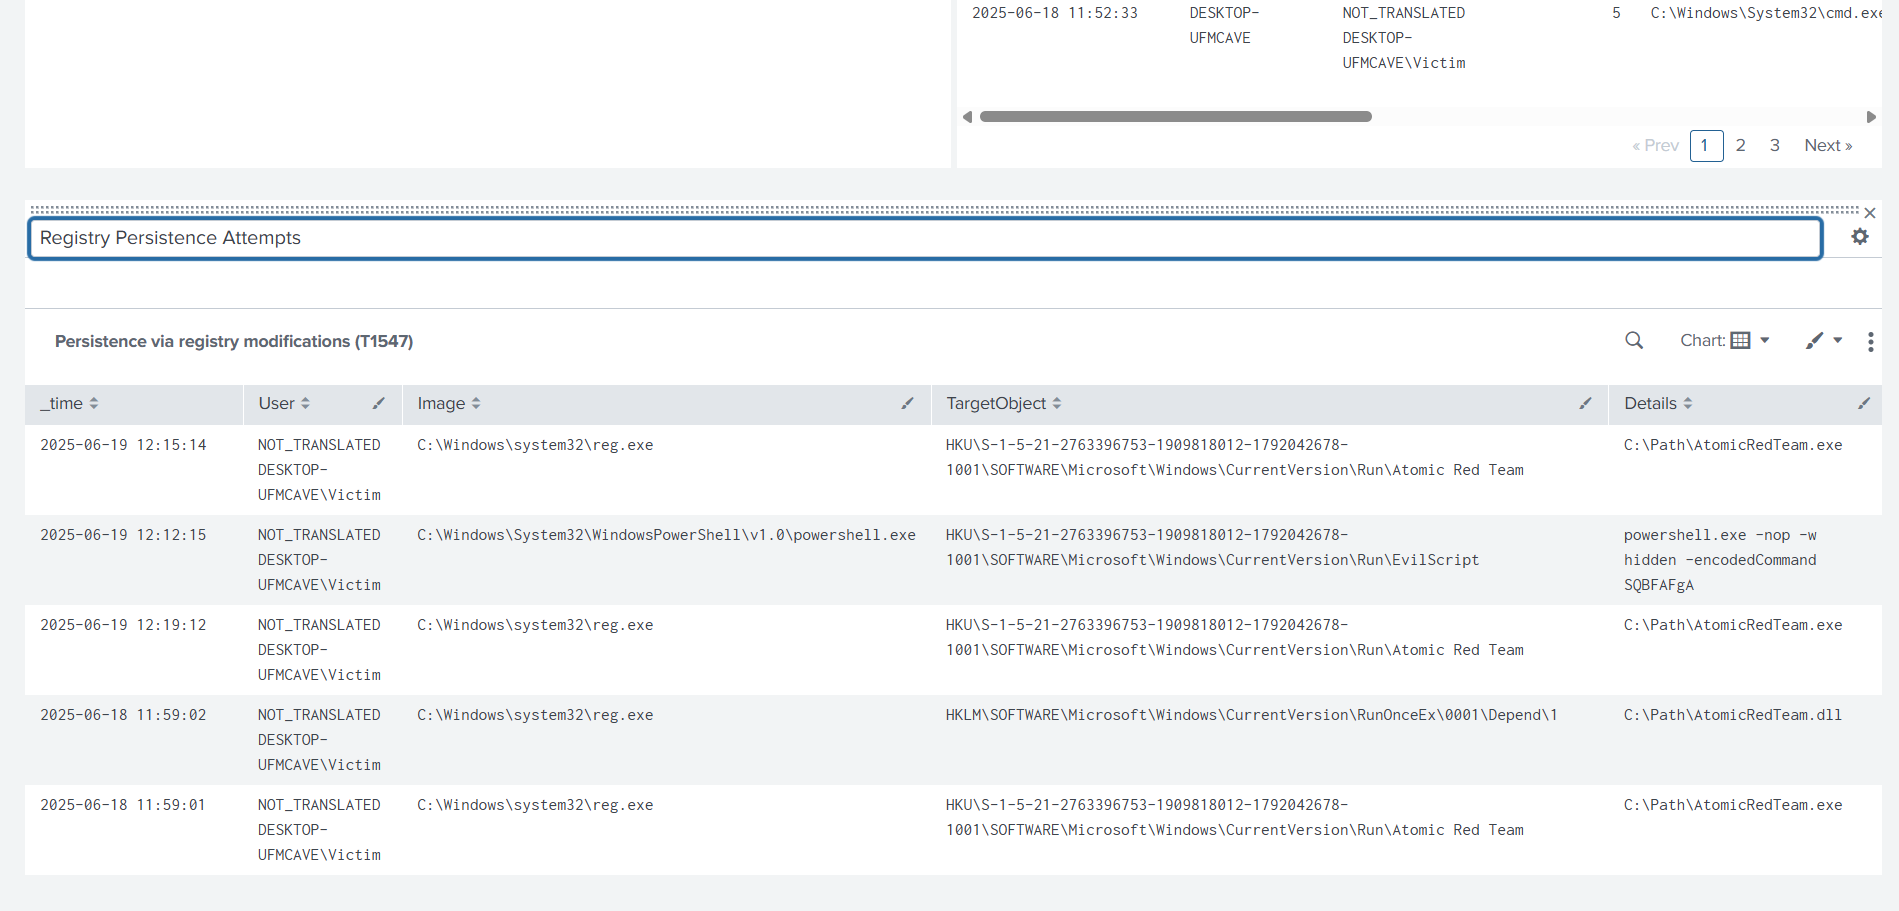 2025-06-18 11:52:33 DESKTOP- NOT_TRANSLATED 5 C:\Windows\System32\cmd.exe
UFMCAVE DESKTOP-
UFMCAVE\Victim
« Prev 1 2 3 Next »
Registry Persistence Attempts
Persistence via registry modifications (T1547)
Chart:
_time User Image TargetObject Details
2025-06-19 12:15:14 NOT_TRANSLATED C:\Windows\system32\reg.exe HKU\S-1-5-21-2763396753-1909818012-1792042678- C:\Path\AtomicRedTeam.exe
DESKTOP- 1001\SOFTWARE\Microsoft\Windows\CurrentVersion\Run\Atomic Red Team
UFMCAVE\Victim
2025-06-19 12:12:15 NOT_TRANSLATED C:\Windows\System32\WindowsPowerShell\v1.0\powershell.exe HKU\S-1-5-21-2763396753-1909818012-1792042678- powershell.exe -nop -w
DESKTOP- 1001\SOFTWARE\Microsoft\Windows\CurrentVersion\Run\EvilScript hidden -encodedCommand
UFMCAVE\Victim SQBFAFgA
2025-06-19 12:19:12 NOT_TRANSLATED C:\Windows\system32\reg.exe HKU\S-1-5-21-2763396753-1909818012-1792042678- C:\Path\AtomicRedTeam.exe
DESKTOP- 1001\SOFTWARE\Microsoft\Windows\CurrentVersion\Run\Atomic Red Team
UFMCAVE\Victim
2025-06-18 11:59:02 NOT_TRANSLATED C:\Windows\system32\reg.exe HKLM\SOFTWARE\Microsoft\Windows\CurrentVersion\RunOnceEx\0001\Depend\1 C:\Path\AtomicRedTeam.dll
DESKTOP-
UFMCAVE\Victim
2025-06-18 11:59:01 NOT_TRANSLATED C:\Windows\system32\reg.exe HKU\S-1-5-21-2763396753-1909818012-1792042678- C:\Path\AtomicRedTeam.exe
DESKTOP- 1001\SOFTWARE\Microsoft\Windows\CurrentVersion\Run\Atomic Red Team
UFMCAVE\Victim